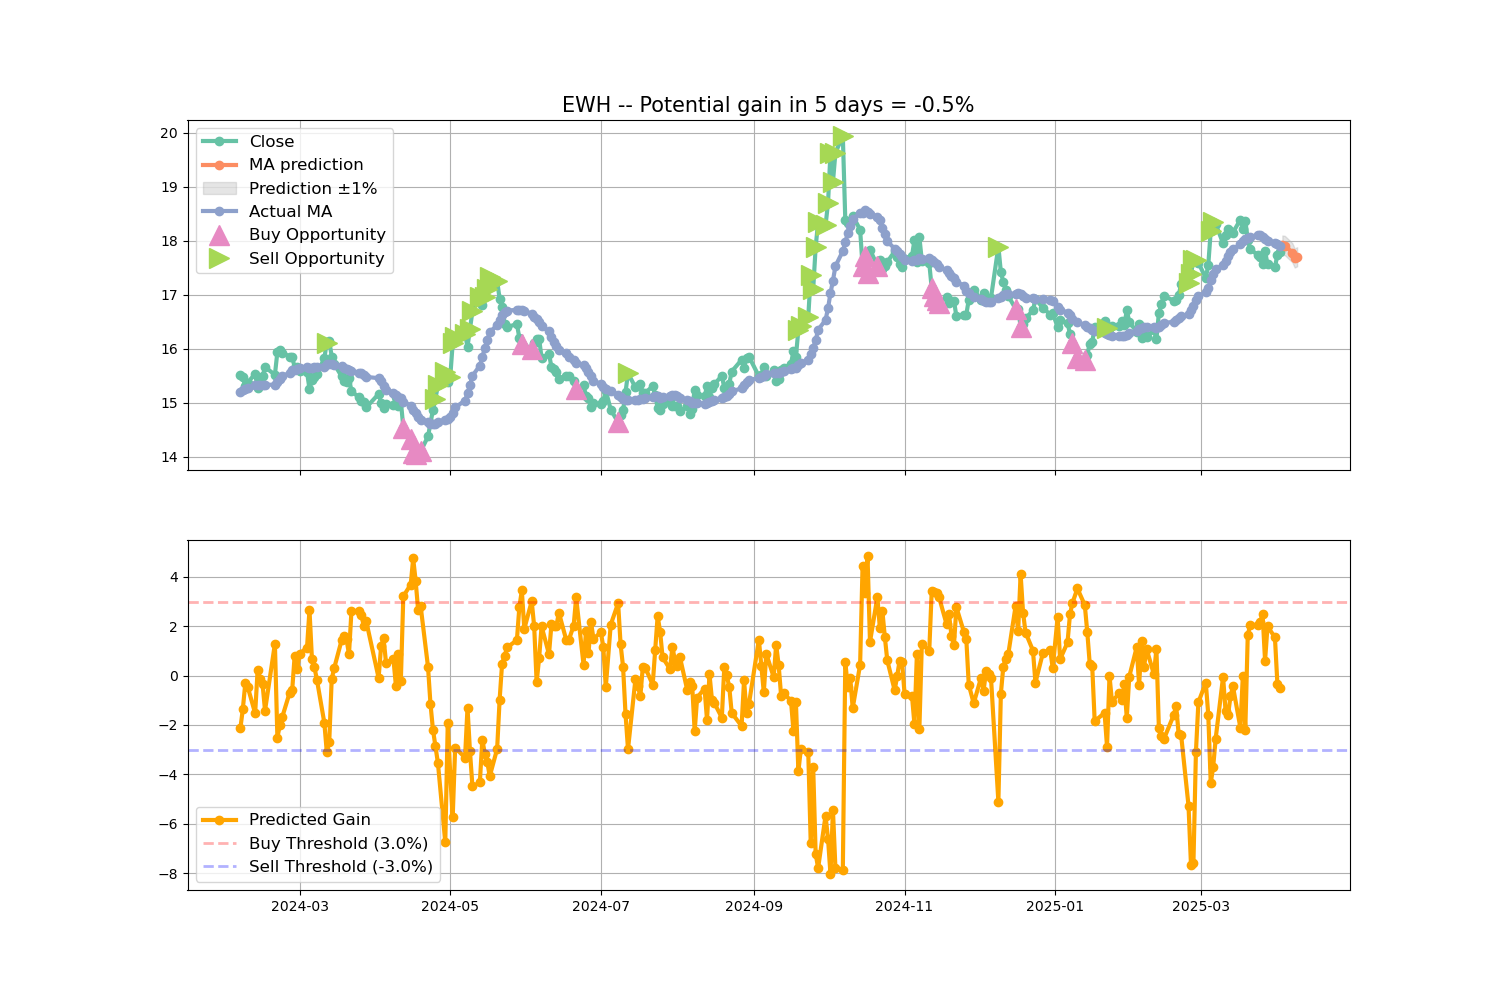 EWH -- Potential gain in 5 days = -0.5%
20
19
18
17
16
15
14
Close
MA prediction
Prediction ±1%
Actual MA
Buy Opportunity
Sell Opportunity
4
2
0
−2
−4
−6
−8
Predicted Gain
Buy Threshold (3.0%)
Sell Threshold (-3.0%)
2024-03
2024-05
2024-07
2024-09
2024-11
2025-01
2025-03